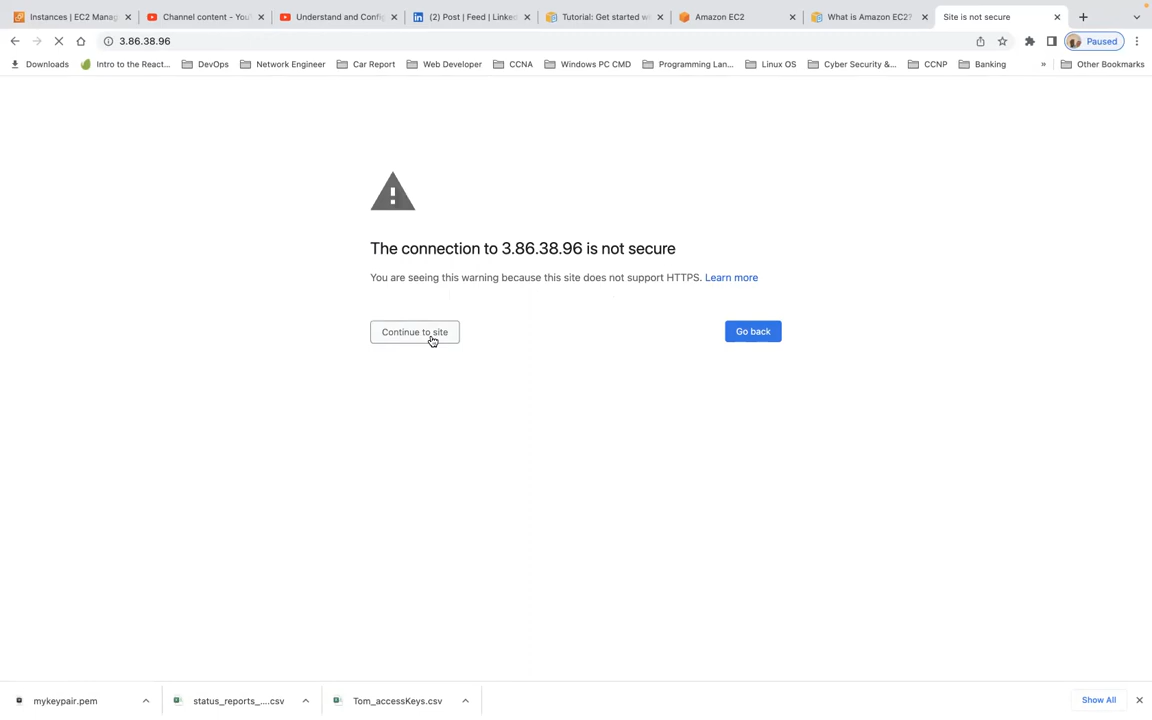 Instances | EC2 Manag
Channel content - You
Understand and Config
(2) Post | Feed | Linked
Tutorial: Get started wi
Amazon EC2
What is Amazon EC2?
Site is not secure
3.86.38.96
Paused
Downloads
Intro to the React...
DevOps
Network Engineer
Car Report
Web Developer
CCNA
Windows PC CMD
Programming Lan...
Linux OS
Cyber Security &...
CCNP
Banking
»
Other Bookmarks
The connection to 3.86.38.96 is not secure
You are seeing this warning because this site does not support HTTPS. Learn more
Continue to site
Go back
mykeypair.pem
status_reports_....csv
Tom_accessKeys.csv
Show All